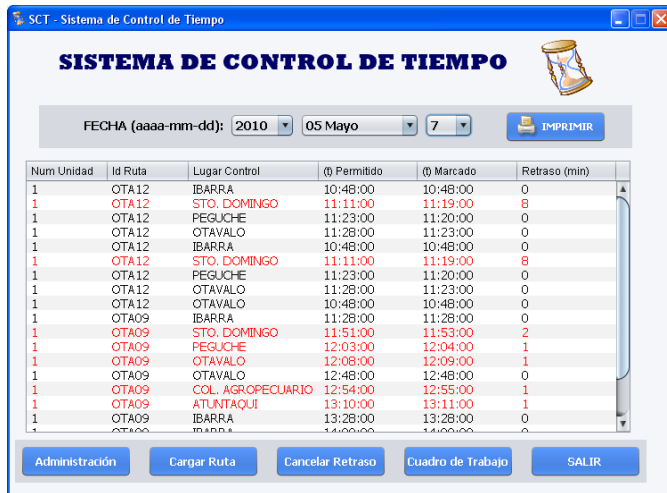 SCT - Sistema de Control de Tiempo
SISTEMA DE CONTROL DE TIEMPO
FECHA (aaaa-mm-dd): 2010 05 Mayo 7 IMPRIMIR
Num Unidad Id Ruta Lugar Control (t) Permitido (t) Marcado Retraso (min)
1 OTA12 IBARRA 10:48:00 10:48:00 0
1 OTA12 STO. DOMINGO 11:11:00 11:19:00 8
1 OTA12 PEGUCHE 11:23:00 11:20:00 0
1 OTA12 OTAVALO 11:28:00 11:23:00 0
1 OTA12 IBARRA 10:48:00 10:48:00 0
1 OTA12 STO. DOMINGO 11:11:00 11:19:00 8
1 OTA12 PEGUCHE 11:23:00 11:20:00 0
1 OTA12 OTAVALO 11:28:00 11:23:00 0
1 OTA12 OTAVALO 10:48:00 10:48:00 0
1 OTA09 IBARRA 11:28:00 11:28:00 0
1 OTA09 STO. DOMINGO 11:51:00 11:53:00 2
1 OTA09 PEGUCHE 12:03:00 12:04:00 1
1 OTA09 OTAVALO 12:08:00 12:09:00 1
1 OTA09 OTAVALO 12:48:00 12:48:00 0
1 OTA09 COL. AGROPECUARIO 12:54:00 12:55:00 1
1 OTA09 ATUNTAQUI 13:10:00 13:11:00 1
1 OTA09 IBARRA 13:28:00 13:28:00 0
Administración Cargar Ruta Cancelar Retraso Cuadro de Trabajo SALIR